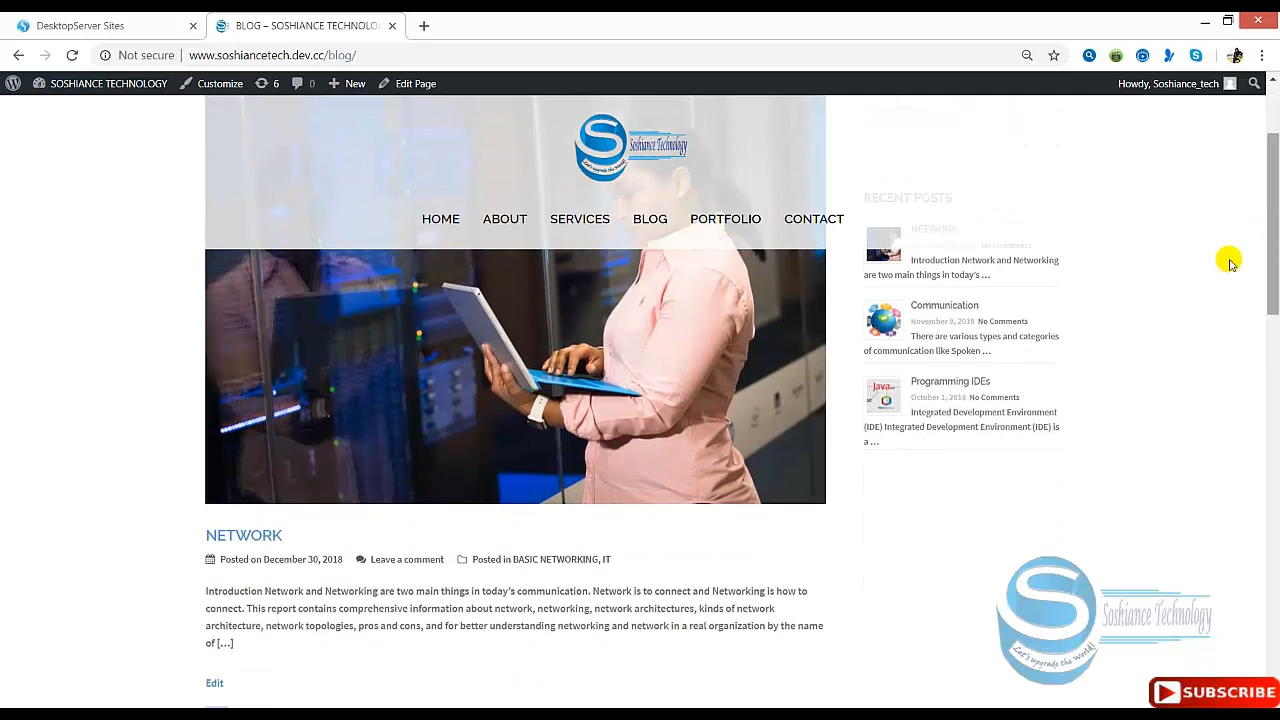 DesktopServer Sites
BLOG – SOSHIANCE TECHNOLO
Not secure
www.soshiancetech.dev.cc/blog/
SOSHIANCE TECHNOLOGY
Customize
6
0
New
Edit Page
Howdy, Soshiance_tech
Soshiance Technology
Let's upgrade the World!
HOME
ABOUT
SERVICES
BLOG
PORTFOLIO
CONTACT
RECENT POSTS
NETWORK
No Comments
Introduction Network and Networking
are two main things in today's ...
Communication
November 9, 2018 No Comments
There are various types and categories
of communication like Spoken ...
Java
Programming IDEs
October 1, 2018 No Comments
Integrated Development Environment
(IDE) Integrated Development Environment (IDE) is
a ...
NETWORK
Posted on December 30, 2018
Leave a comment
Posted in BASIC NETWORKING, IT
Introduction Network and Networking are two main things in today's communication. Network is to connect and Networking is how to
connect. This report contains comprehensive information about network, networking, network architectures, kinds of network
architecture, network topologies, pros and cons, and for better understanding networking and network in a real organization by the name
of [...]
Edit
Soshiance Technology
Let's upgrade the World!
SUBSCRIBE